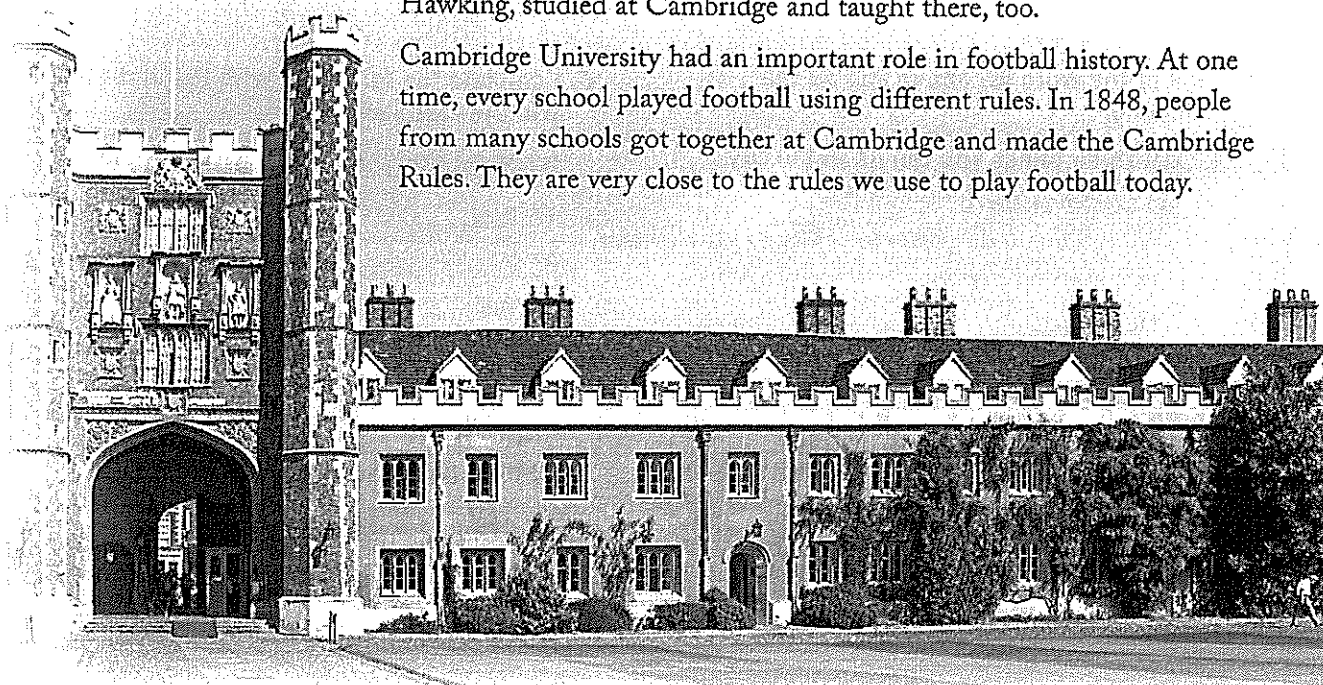 Hawking, studied at Cambridge and taught there, too.
Cambridge University had an important role in football history. At one
time, every school played football using different rules. In 1848, people
from many schools got together at Cambridge and made the Cambridge
Rules. They are very close to the rules we use to play football today.